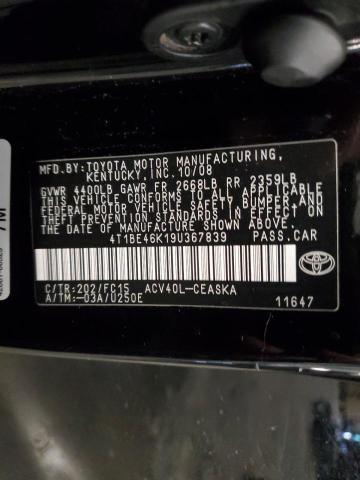 MFD.BY:TOYOTA MOTOR MANUFACTURING,
KENTUCKY,INC.10/08
GVWR 4400LB GAWR FR 2668LB RR 2359LB
THIS VEHICLE CONFORMS TO ALL APPLICABLE
FEDERAL MOTOR VEHICLE SAFETY, BUMPER,
AND THEFT PREVENTION STANDARDS IN EFFECT ON
THE DATE OF MANUFACTURE SHOWN ABOVE.
4T1BE46K19U367839 PASS.CAR
C/TR:202/FC15 ACV40L-CEASKA
A/TM:-03A/U250E
11647
TOYOTA